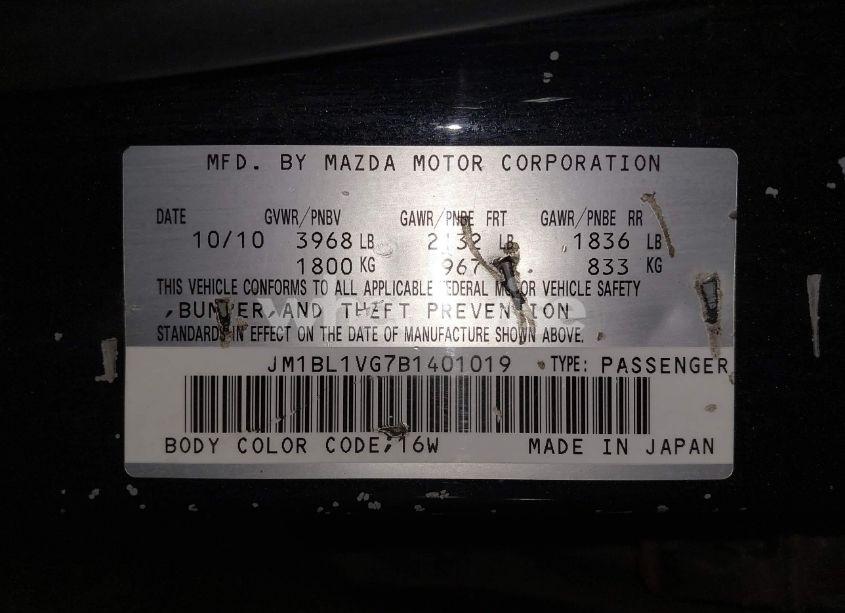 MFD. BY MAZDA MOTOR CORPORATION
DATE GVWR/PNBV GAWR/PNBE FRT GAWR/PNBE RR
10/10 3968 LB 2132 LB 1836 LB
1800 KG 967 833 KG
THIS VEHICLE CONFORMS TO ALL APPLICABLE FEDERAL MOTOR VEHICLE SAFETY
,BUMPER,AND THEFT PREVENTION
STANDARDS IN EFFECT ON THE DATE OF MANUFACTURE SHOWN ABOVE.
JM1BL1VG7B1401019 TYPE: PASSENGER
BODY COLOR CODE; 16W MADE IN JAPAN